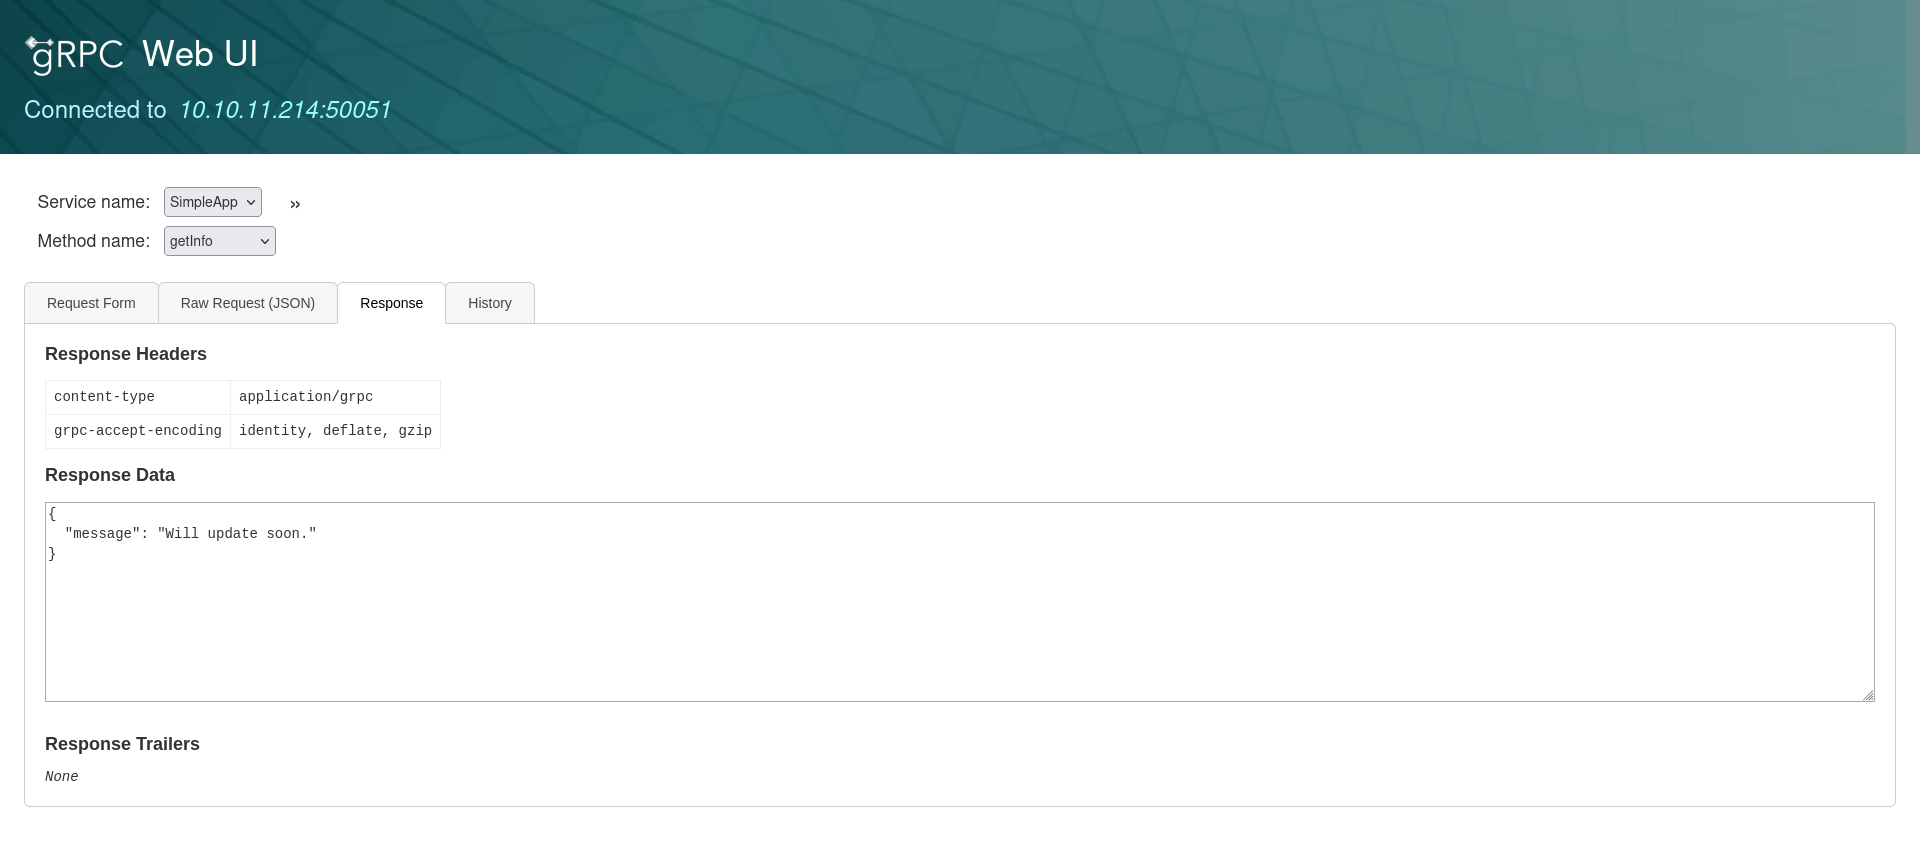 gRPC Web UI
Connected to 10.10.11.214:50051
Service name: SimpleApp »
Method name: getInfo
Request Form Raw Request (JSON) Response History
Response Headers
content-type application/grpc
grpc-accept-encoding identity, deflate, gzip
Response Data
{
"message": "Will update soon."
}
Response Trailers
None